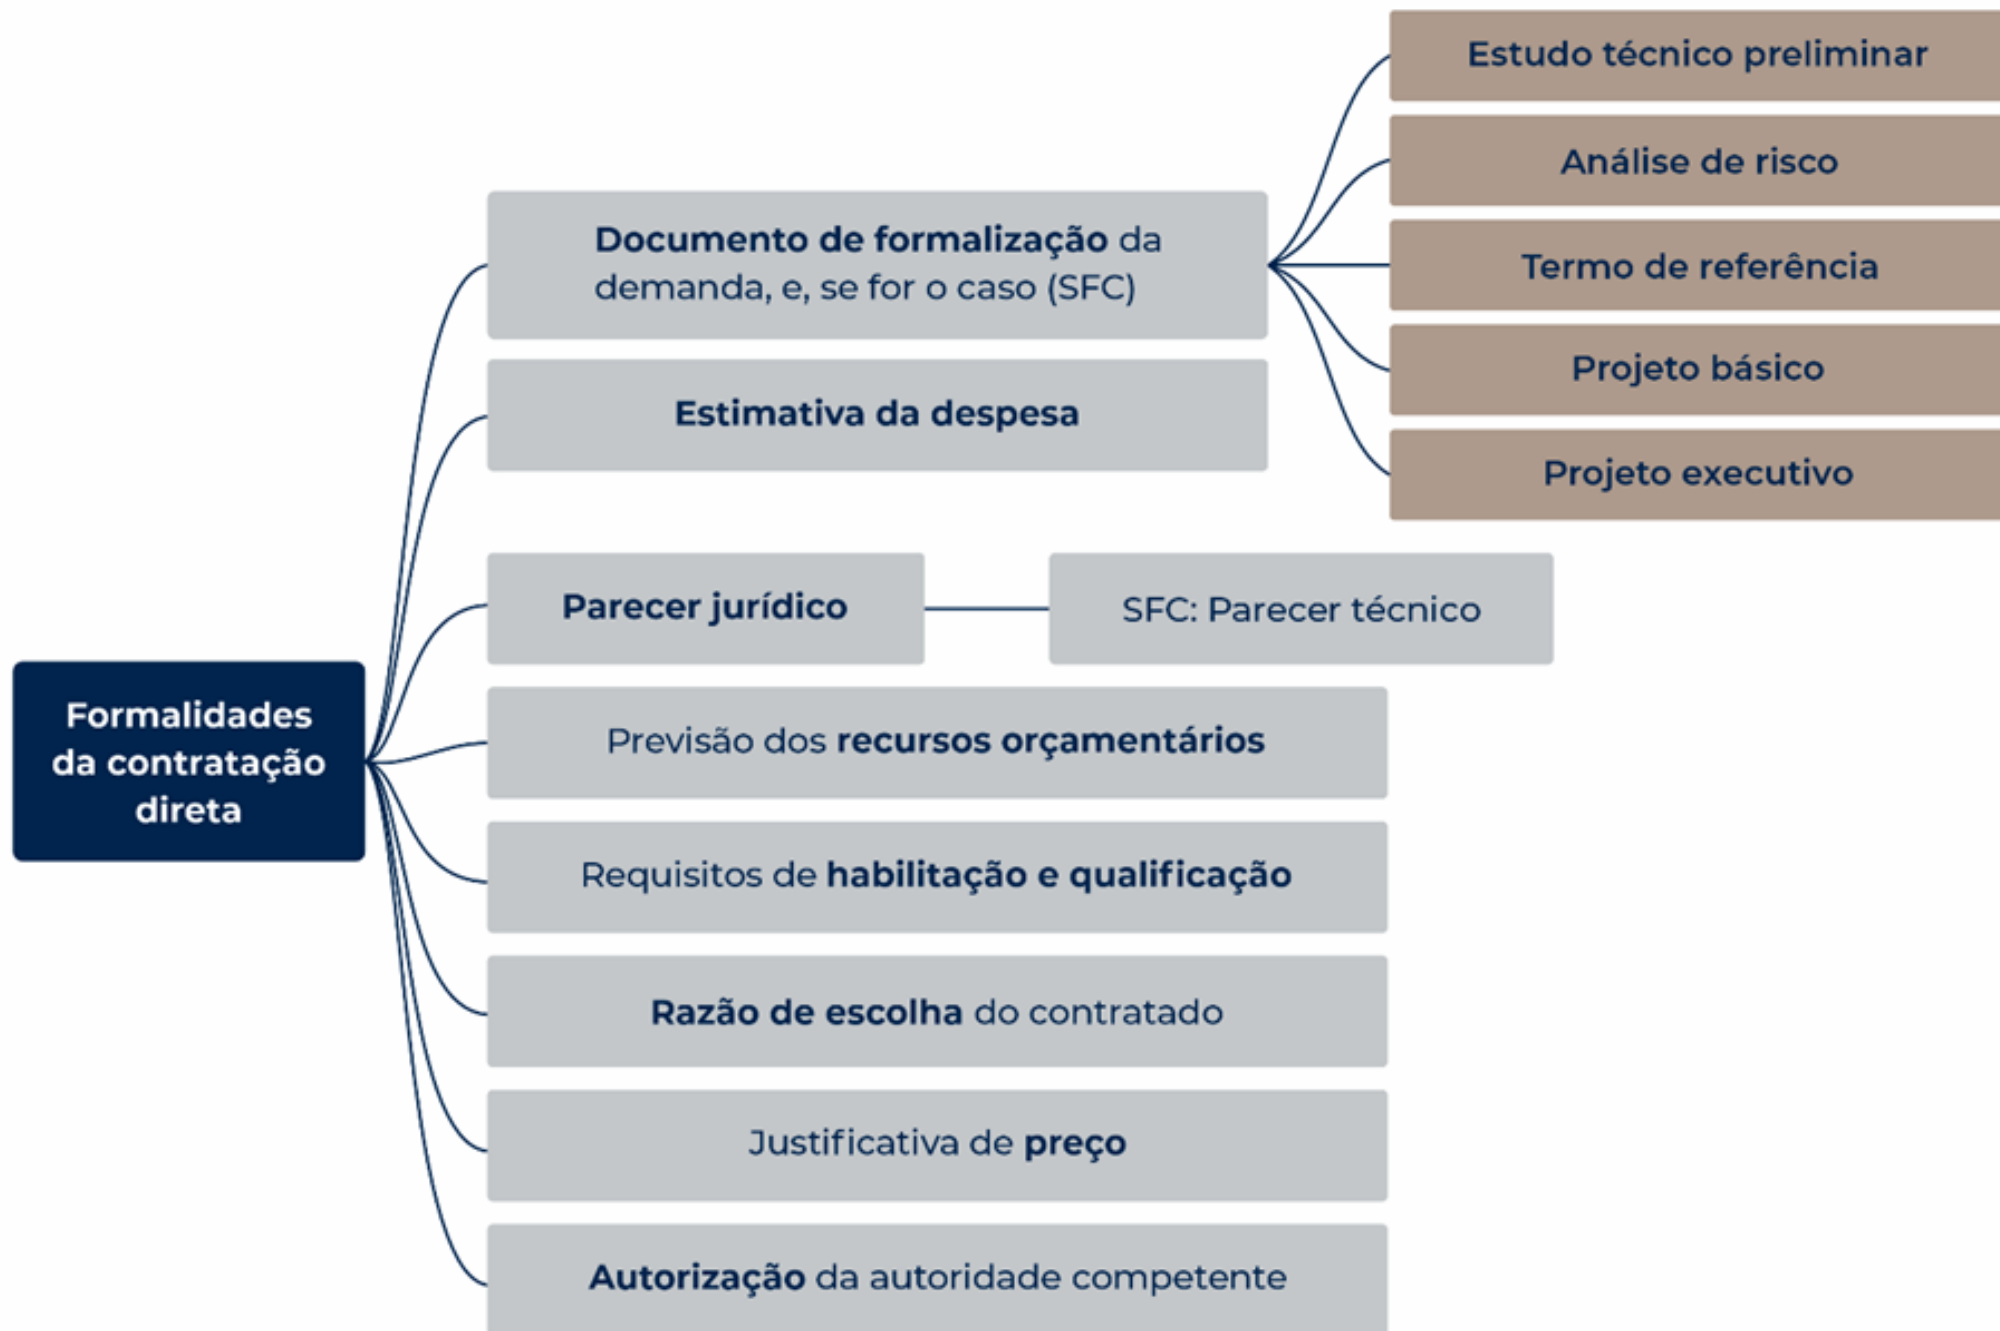 Formalidades
da contratação
direta
Documento de formalização da
demanda, e, se for o caso (SFC)
Estudo técnico preliminar
Análise de risco
Termo de referência
Projeto básico
Projeto executivo
Estimativa da despesa
Parecer jurídico
SFC: Parecer técnico
Previsão dos recursos orçamentários
Requisitos de habilitação e qualificação
Razão de escolha do contratado
Justificativa de preço
Autorização da autoridade competente